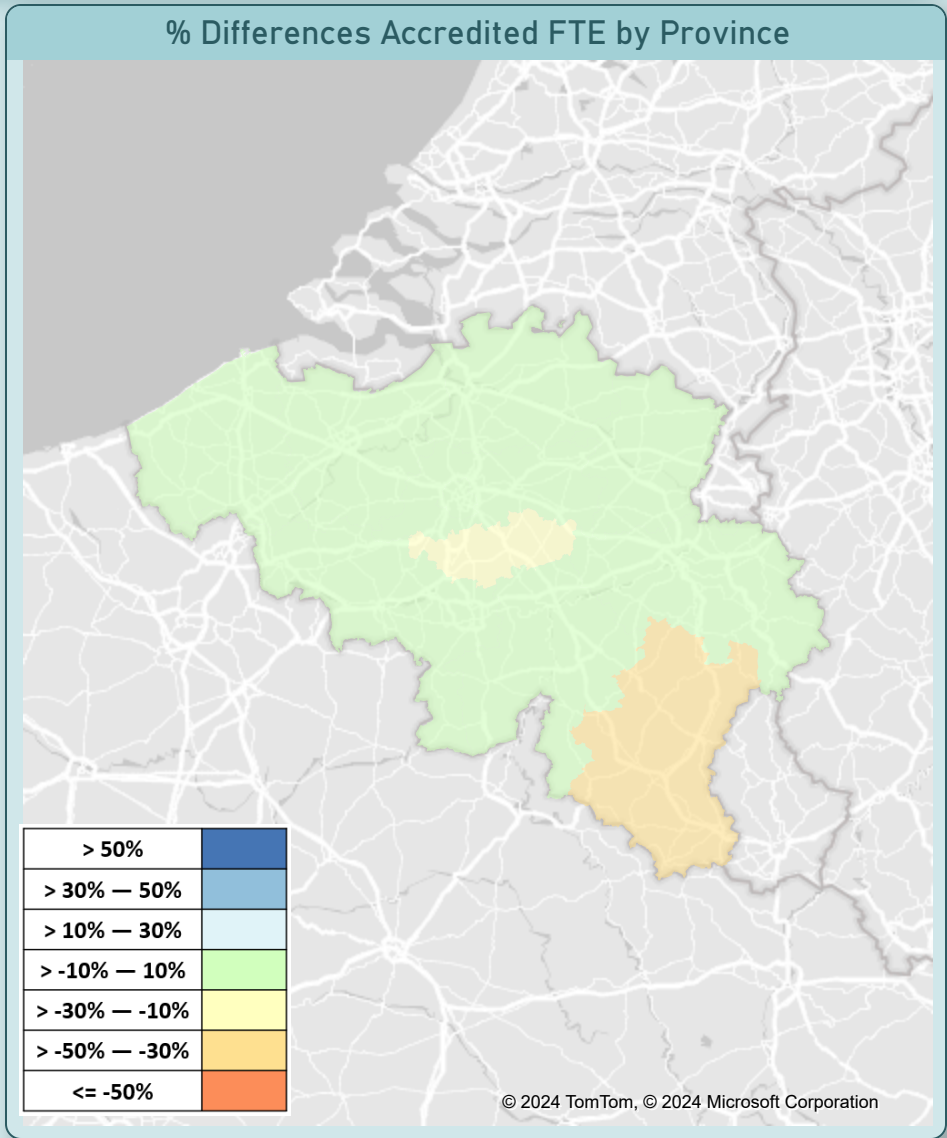 % Differences Accredited FTE by Province
> 50%
> 30% — 50%
> 10% — 30%
> -10% — 10%
> -30% — -10%
> -50% — -30%
<= -50%
© 2024 TomTom, © 2024 Microsoft Corporation